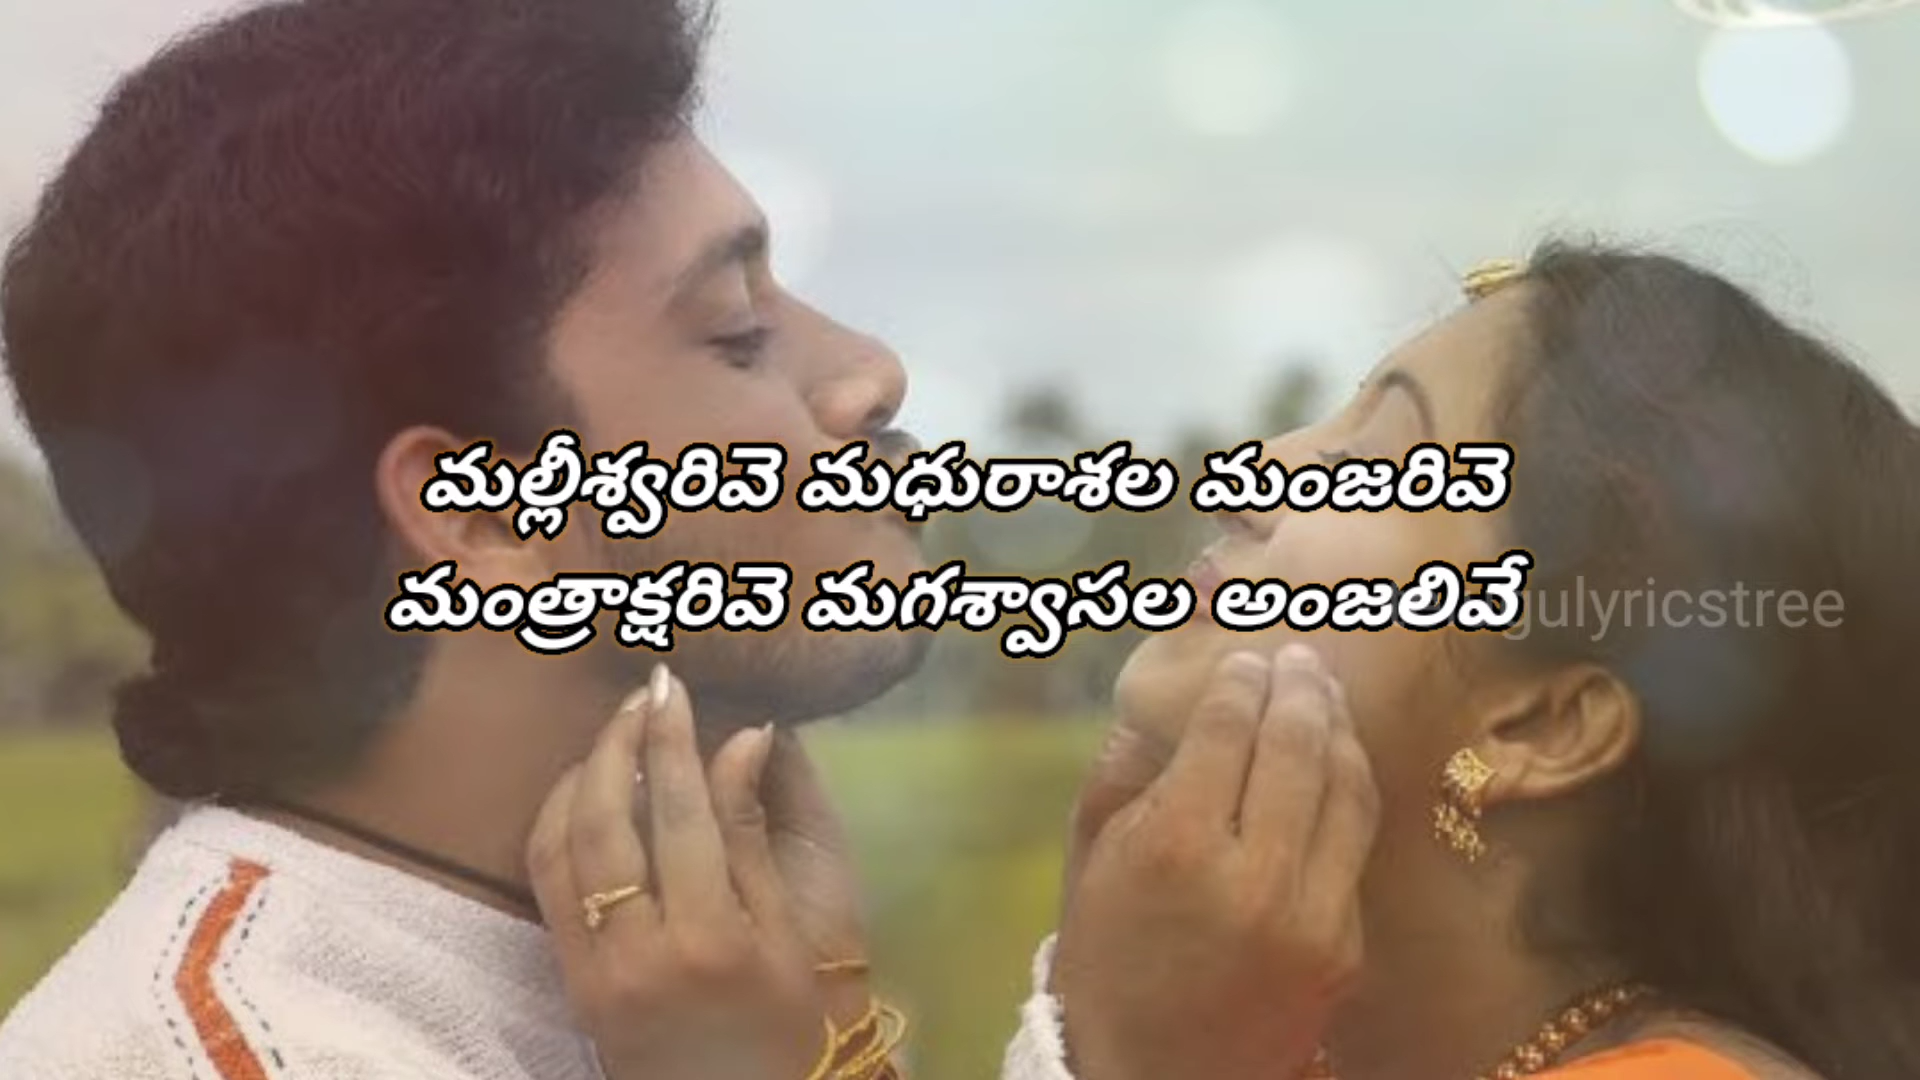 మల్లీశ్వరివె మధురాశల మంజరివె
మంత్రాక్షరివె మగశ్వాసల అంజలివే
gulyricstree